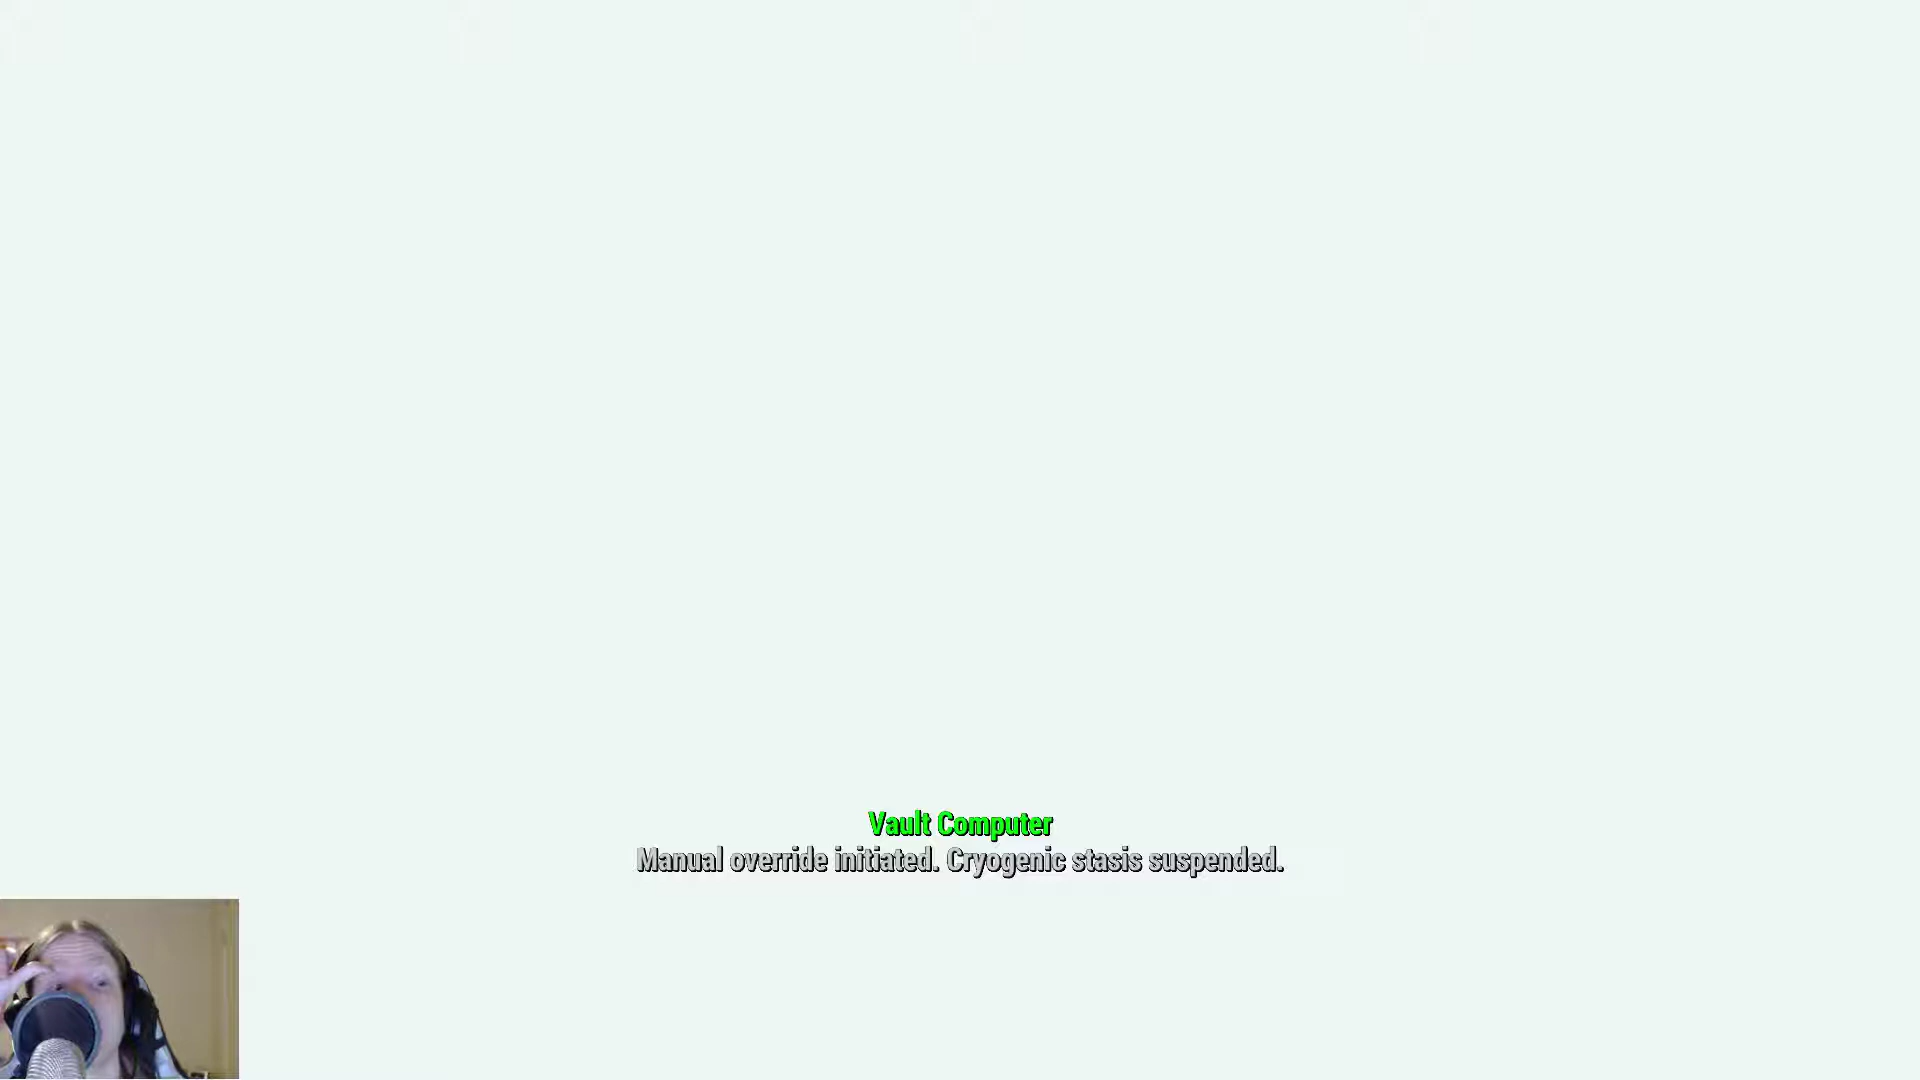 Vault Computer
Manual override initiated. Cryogenic stasis suspended.